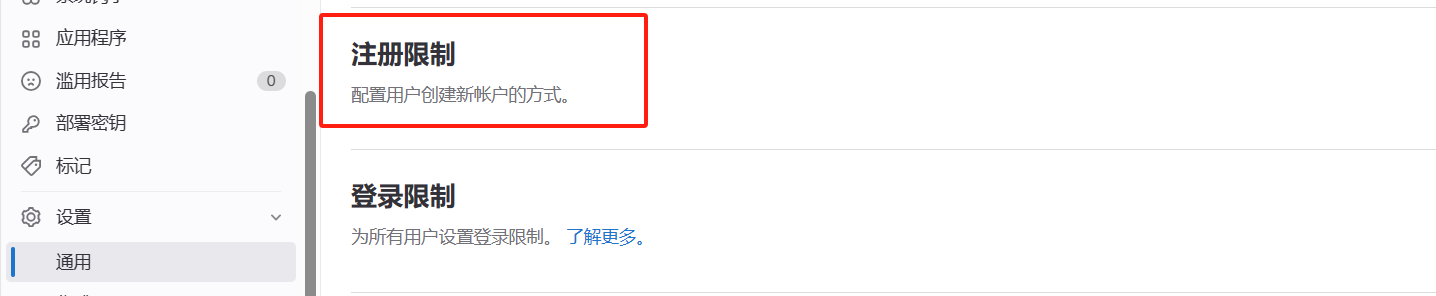 应用程序
滥用报告 0
部署密钥
标记
设置
通用
注册限制
配置用户创建新帐户的方式。
登录限制
为所有用户设置登录限制。 了解更多。